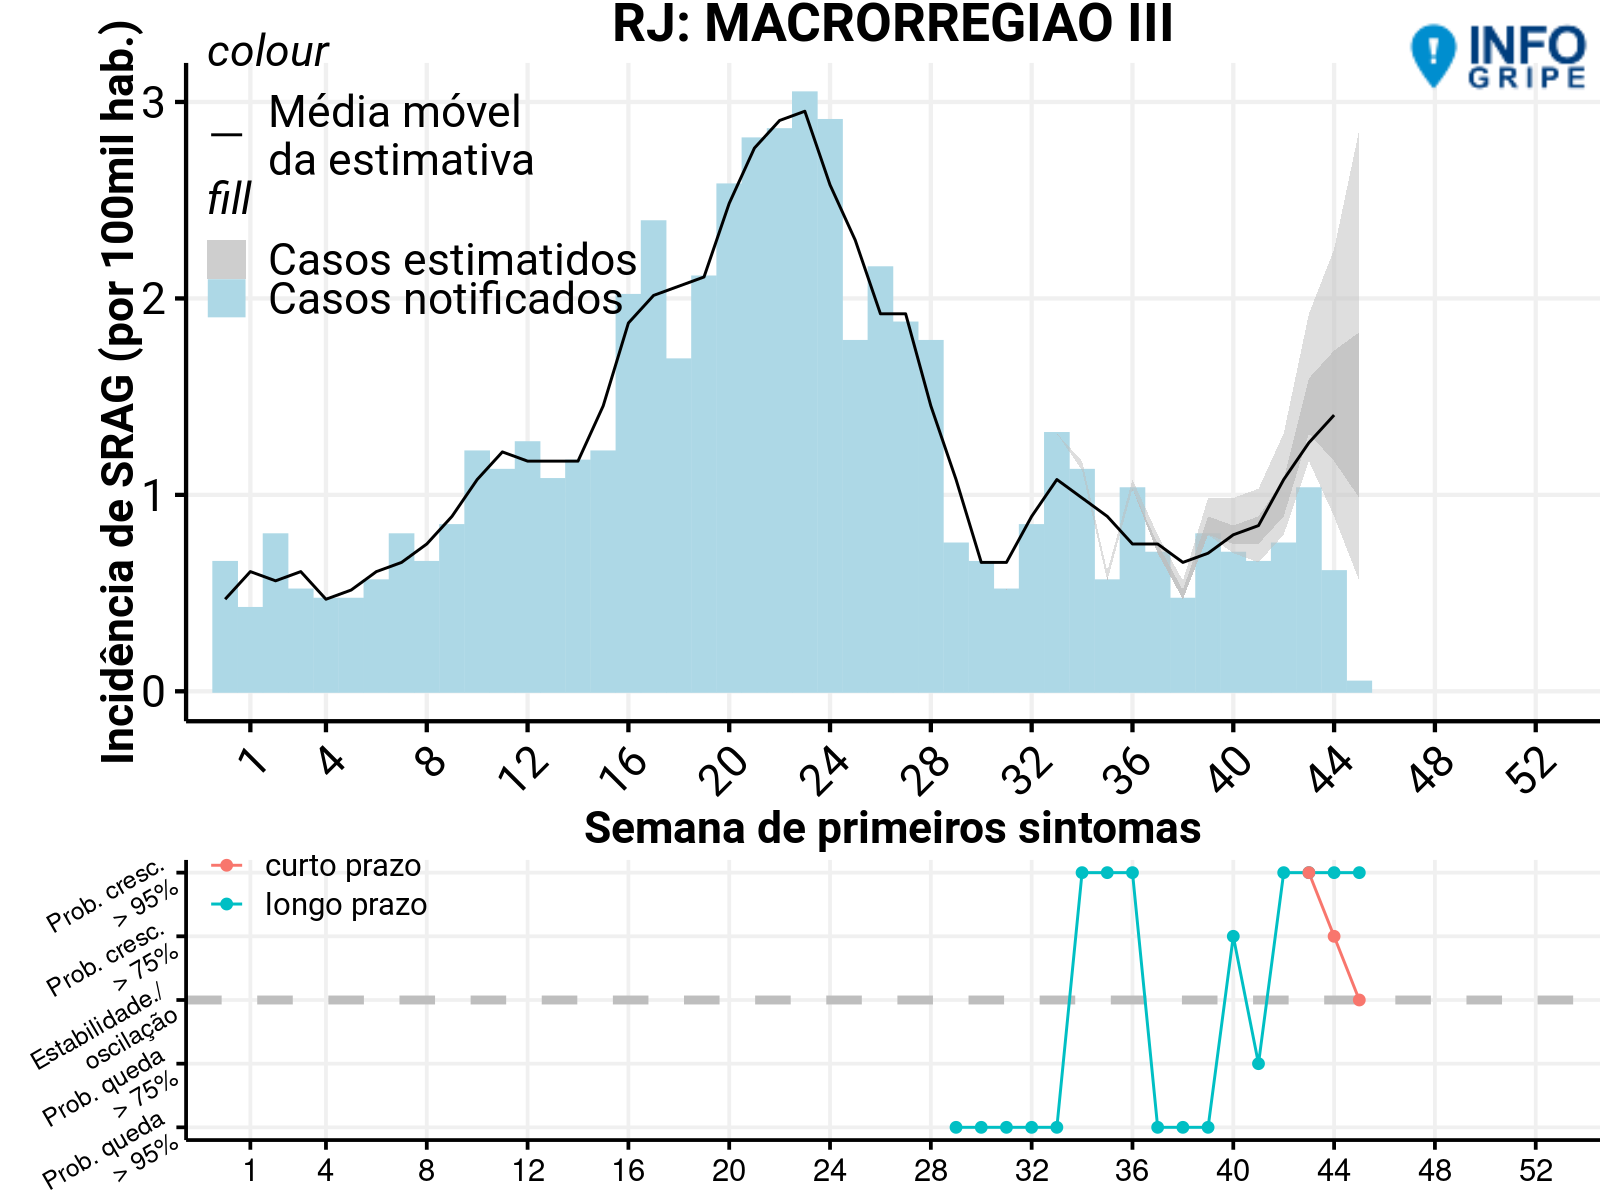 RJ: MACRORREGIAO III
INFO
GRIPE
colour
Média móvel
da estimativa
fill
Casos estimatidos
Casos notificados
Incidência de SRAG (por 100mil hab.)
3
2
1
0
1 4 8 12 16 20 24 28 32 36 40 44 48 52
Semana de primeiros sintomas
curto prazo
longo prazo
Prob. cresc.
> 95%
Prob. cresc.
> 75%
Estabilidade./
oscilação
Prob. queda
> 75%
Prob. queda
> 95%
1 4 8 12 16 20 24 28 32 36 40 44 48 52